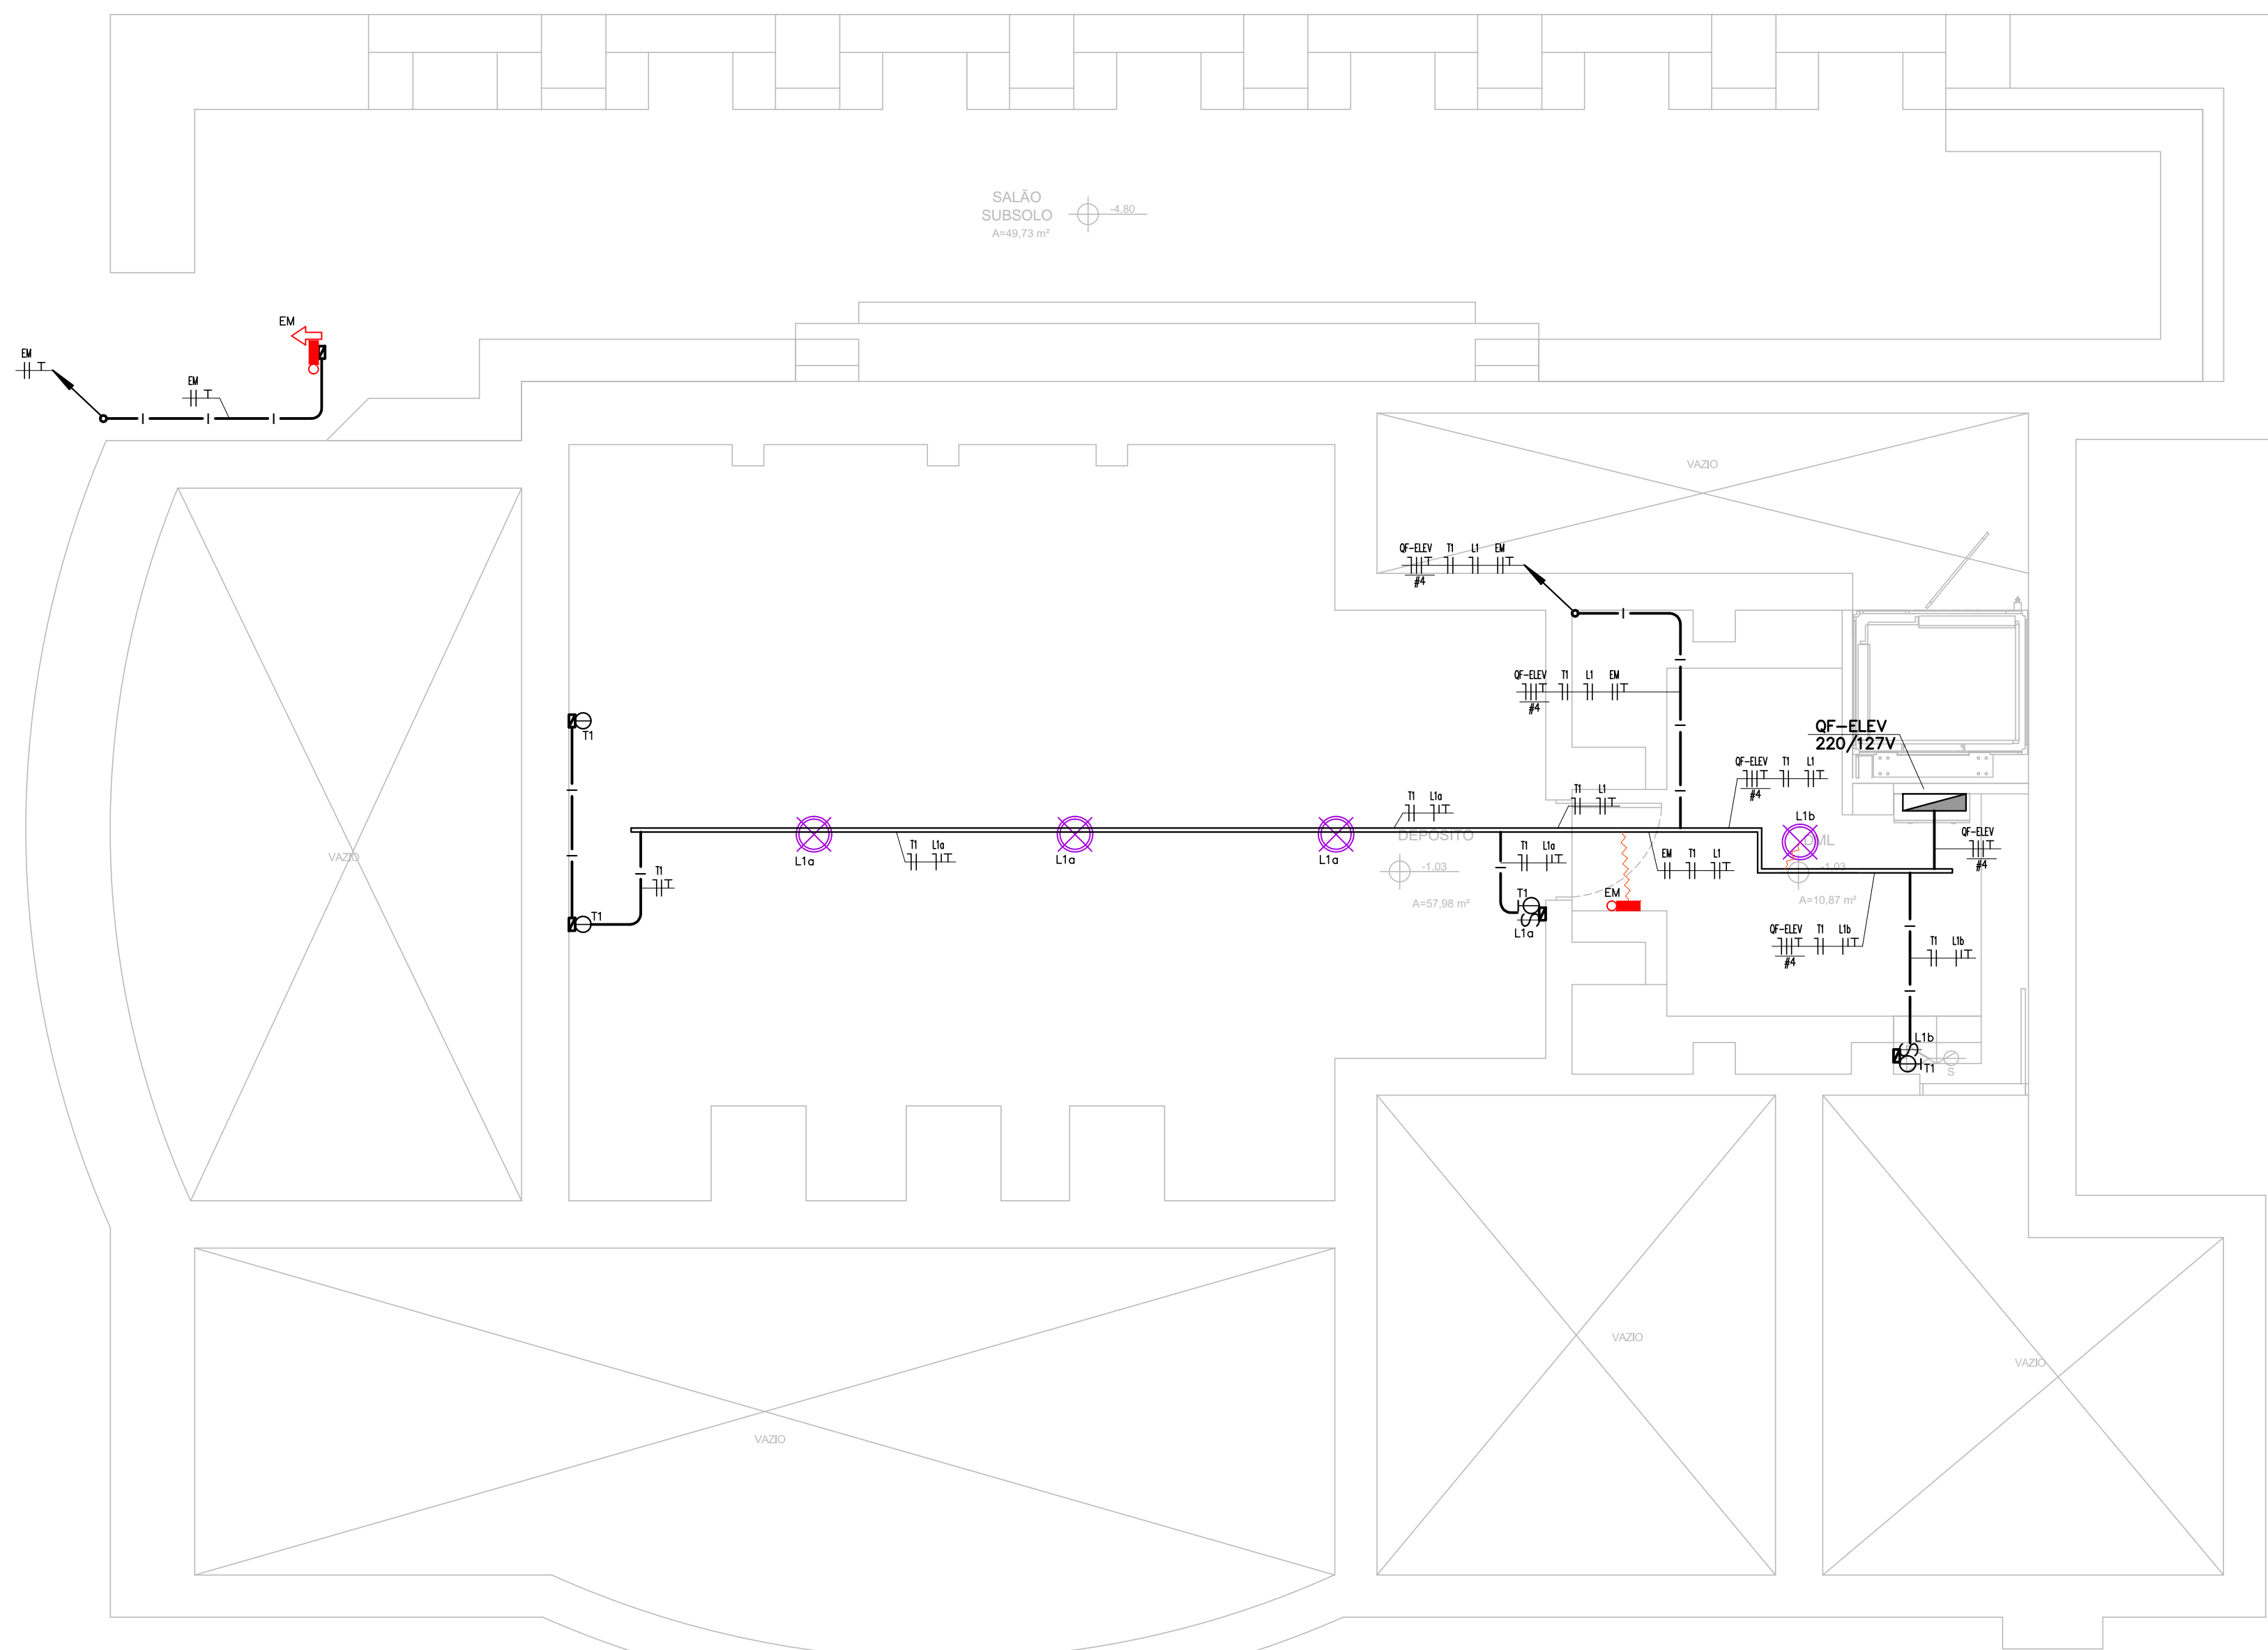 SALÃO
SUBSOLO
-4,80
A=49,73 m²
EM
EM
EM
VAZIO
QF-ELEV T1 L1 EM
#4
QF-ELEV T1 L1 EM
#4
QF-ELEV
220/127V
T1
QF-ELEV T1 L1
#4
T1 L1a
T1 L1
L1b
DEPÓSITO
DML
VAZIO
L1a
L1a
L1a
T1 L1a
T1 L1a
EM T1 L1
QF-ELEV
#4
-1,03
-1,03
T1
A=57,98 m²
A=10,87 m²
T1
EM
T1
L1a
QF-ELEV T1 L1b
#4
T1 L1b
L1b
T1
S
VAZIO
VAZIO
VAZIO